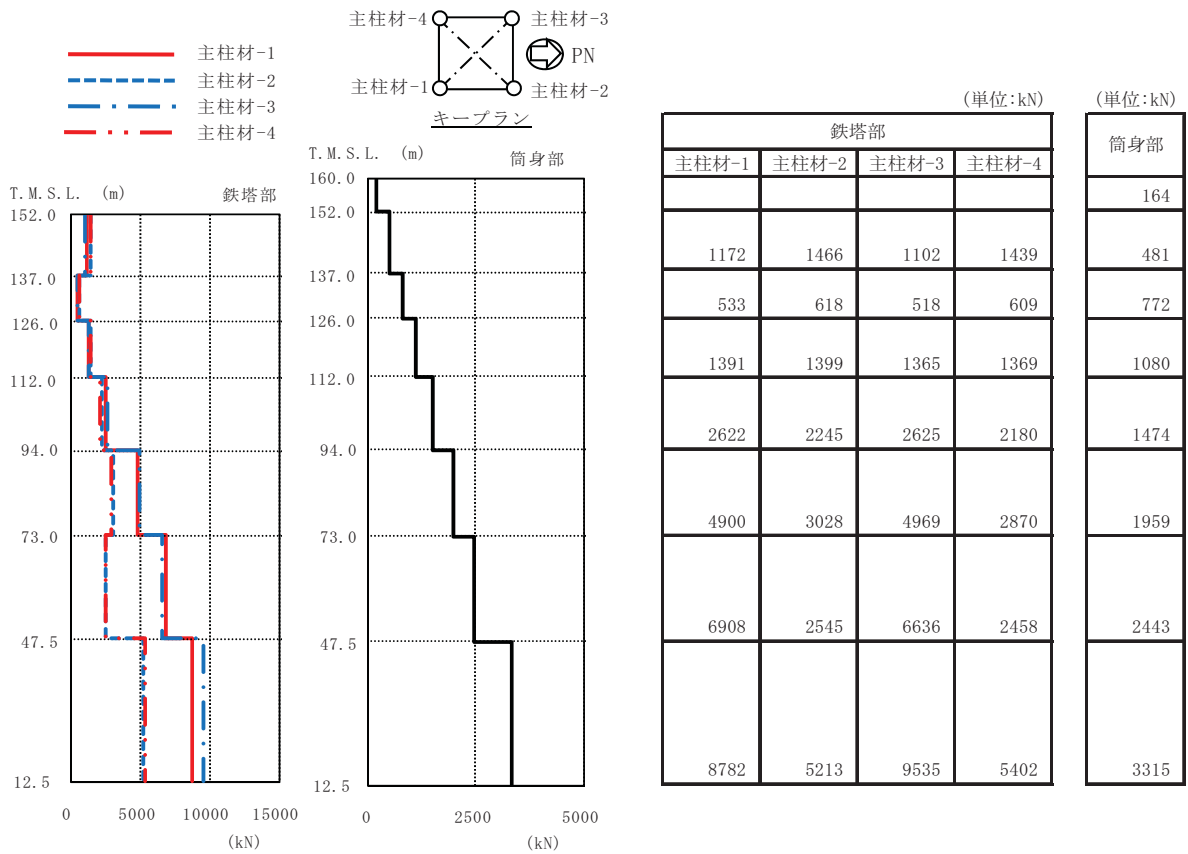 主柱材-1
主柱材-2
主柱材-3
主柱材-4
主柱材-4
主柱材-3
PN
主柱材-1
主柱材-2
キープラン
T.M.S.L. (m) 鉄塔部
152.0
137.0
126.0
112.0
94.0
73.0
47.5
12.5
0 5000 10000 15000
(kN)
T.M.S.L. (m) 筒身部
160.0
152.0
137.0
126.0
112.0
94.0
73.0
47.5
12.5
0 2500 5000
(kN)
(単位:kN) (単位:kN)
鉄塔部 筒身部
主柱材-1 主柱材-2 主柱材-3 主柱材-4
164
1172 1466 1102 1439 481
533 618 518 609 772
1391 1399 1365 1369 1080
2622 2245 2625 2180 1474
4900 3028 4969 2870 1959
6908 2545 6636 2458 2443
8782 5213 9535 5402 3315